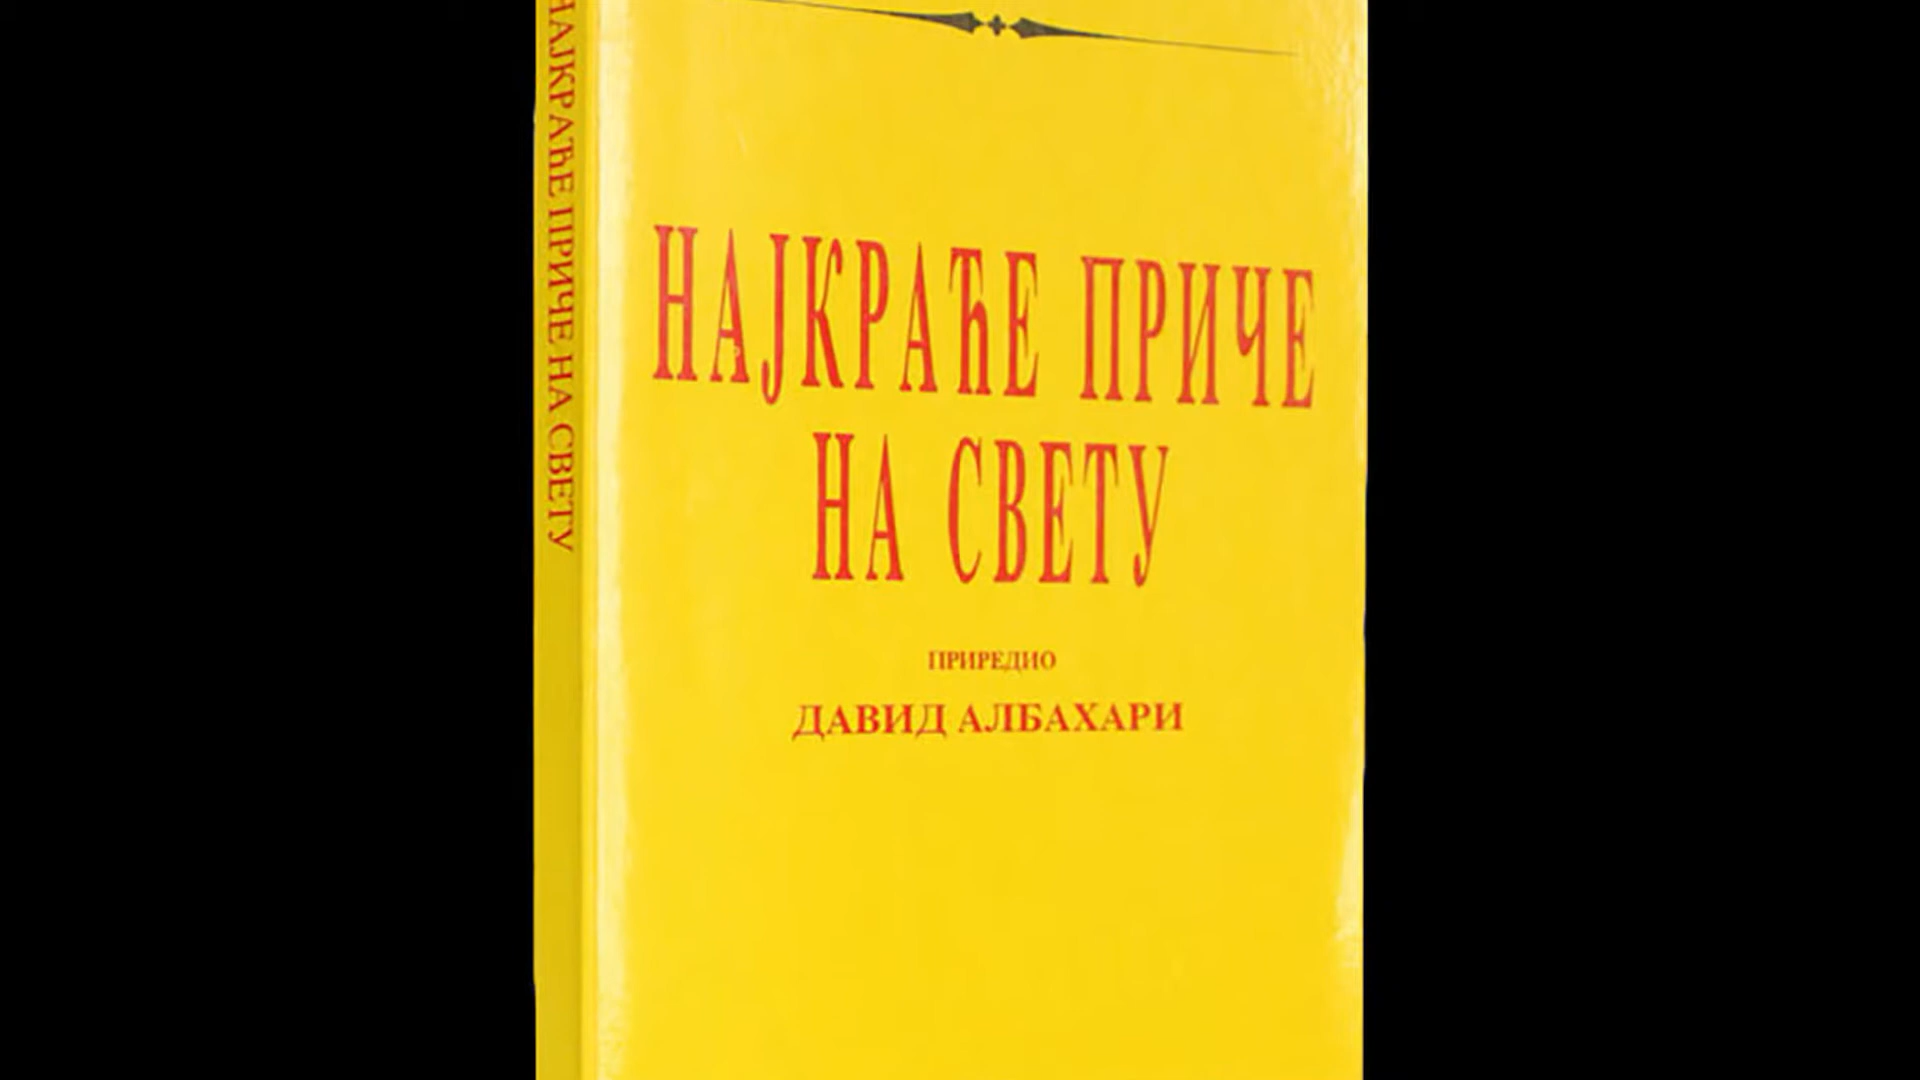 НАЈКРАЋЕ ПРИЧЕ НА СВЕТУ
НАЈКРАЋЕ ПРИЧЕ
НА СВЕТУ
ПРИРЕДИО
ДАВИД АЛБАХАРИ